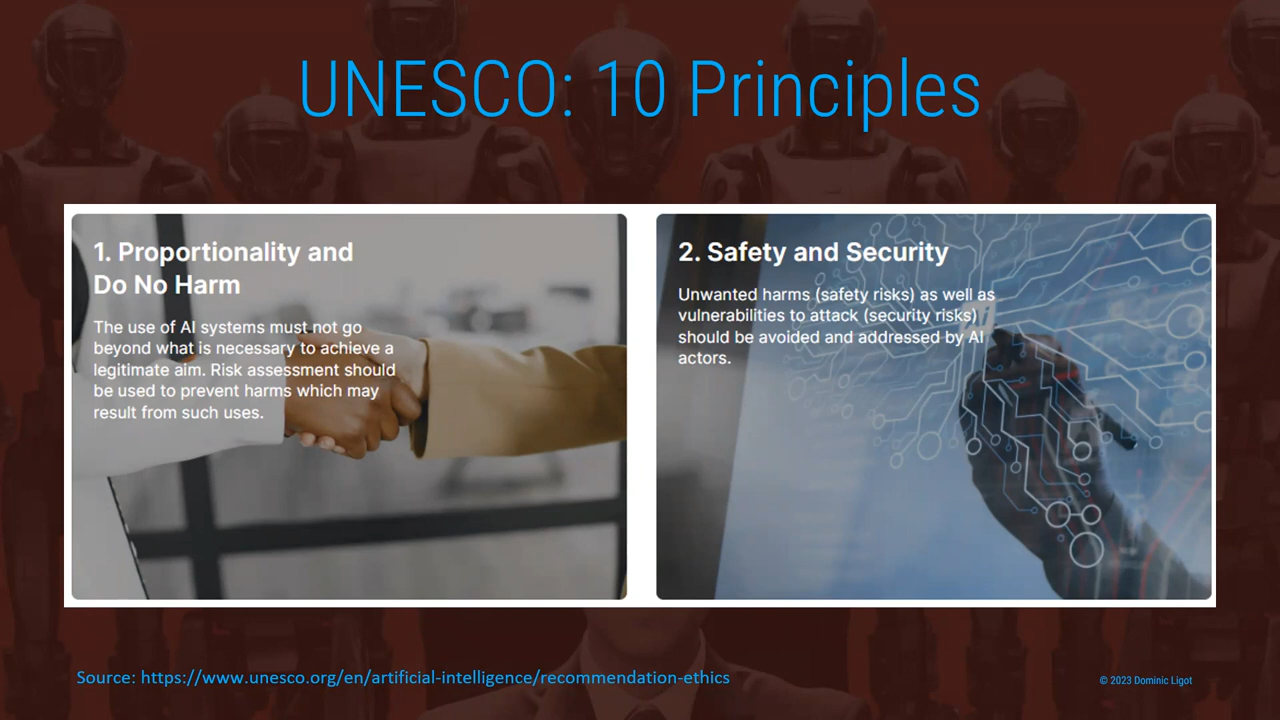 UNESCO: 10 Principles
1. Proportionality and
Do No Harm
The use of AI systems must not go
beyond what is necessary to achieve a
legitimate aim. Risk assessment should
be used to prevent harms which may
result from such uses.
2. Safety and Security
Unwanted harms (safety risks) as well as
vulnerabilities to attack (security risks)
should be avoided and addressed by AI
actors.
Source: https://www.unesco.org/en/artificial-intelligence/recommendation-ethics
© 2023 Dominic Ligot